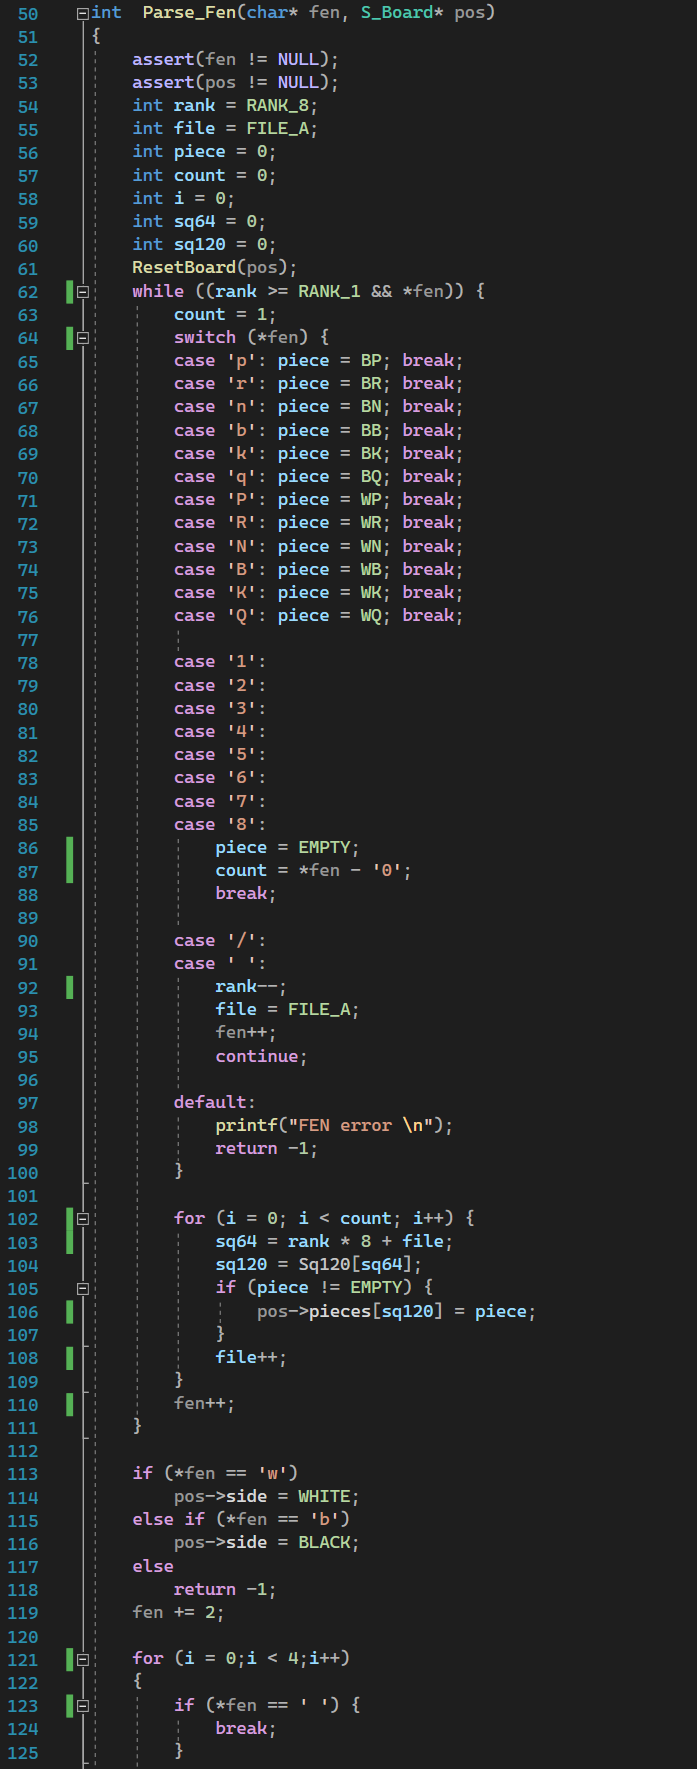 50 int  Parse_Fen(char* fen, S_Board* pos)
51 {
52     assert(fen != NULL);
53     assert(pos != NULL);
54     int rank = RANK_8;
55     int file = FILE_A;
56     int piece = 0;
57     int count = 0;
58     int i = 0;
59     int sq64 = 0;
60     int sq120 = 0;
61     ResetBoard(pos);
62     while ((rank >= RANK_1 && *fen)) {
63         count = 1;
64         switch (*fen) {
65         case 'p': piece = BP; break;
66         case 'r': piece = BR; break;
67         case 'n': piece = BN; break;
68         case 'b': piece = BB; break;
69         case 'k': piece = BK; break;
70         case 'q': piece = BQ; break;
71         case 'P': piece = WP; break;
72         case 'R': piece = WR; break;
73         case 'N': piece = WN; break;
74         case 'B': piece = WB; break;
75         case 'K': piece = WK; break;
76         case 'Q': piece = WQ; break;
77
78         case '1':
79         case '2':
80         case '3':
81         case '4':
82         case '5':
83         case '6':
84         case '7':
85         case '8':
86             piece = EMPTY;
87             count = *fen - '0';
88             break;
89
90         case '/':
91         case ' ':
92             rank--;
93             file = FILE_A;
94             fen++;
95             continue;
96
97         default:
98             printf("FEN error \n");
99             return -1;
100         }
101
102         for (i = 0; i < count; i++) {
103             sq64 = rank * 8 + file;
104             sq120 = Sq120[sq64];
105             if (piece != EMPTY) {
106                 pos->pieces[sq120] = piece;
107             }
108             file++;
109         }
110         fen++;
111     }
112
113     if (*fen == 'w')
114         pos->side = WHITE;
115     else if (*fen == 'b')
116         pos->side = BLACK;
117     else
118         return -1;
119     fen += 2;
120
121     for (i = 0;i < 4;i++)
122     {
123         if (*fen == ' ') {
124             break;
125         }